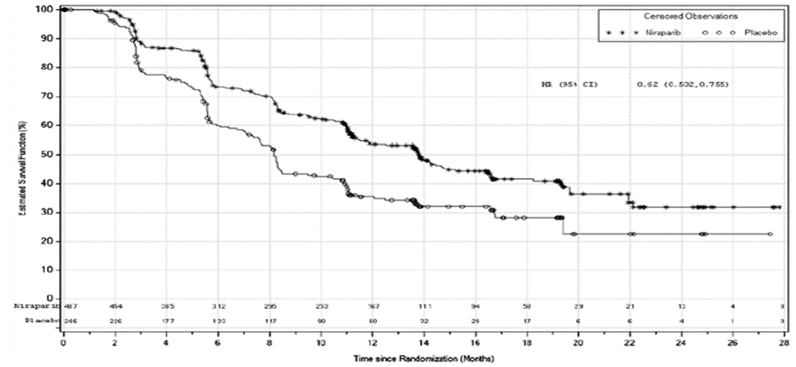 100
Censored Observations
Niraparib
Placebo
90
80
HR (95% CI) 0.62 (0.502,0.755)
70
60
50
40
30
20
10
0
Estimated Survival Function (%)
Niraparib 487 454 385 312 295 253 167 111 94 58 29 21 13 4 0
Placebo 246 226 177 133 117 90 60 32 29 17 6 6 4 1 0
0 2 4 6 8 10 12 14 16 18 20 22 24 26 28
Time since Randomization (Months)